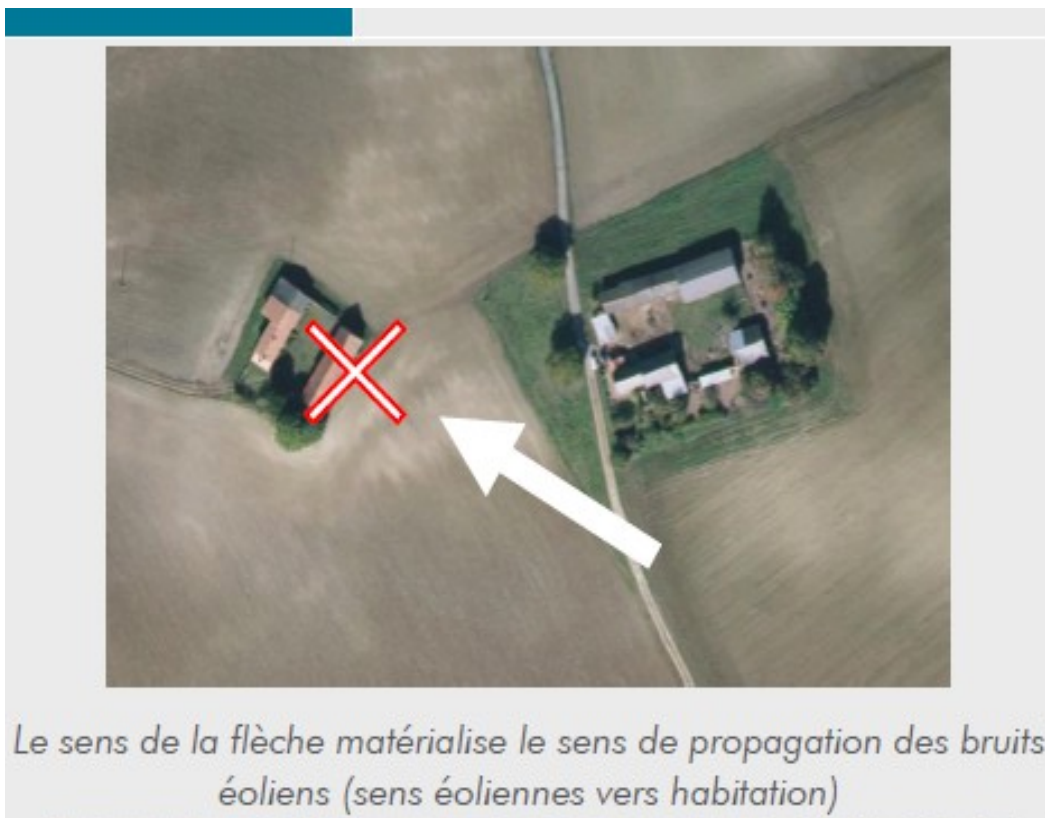 Le sens de la flèche matérialise le sens de propagation des bruits
éoliens (sens éoliennes vers habitation)